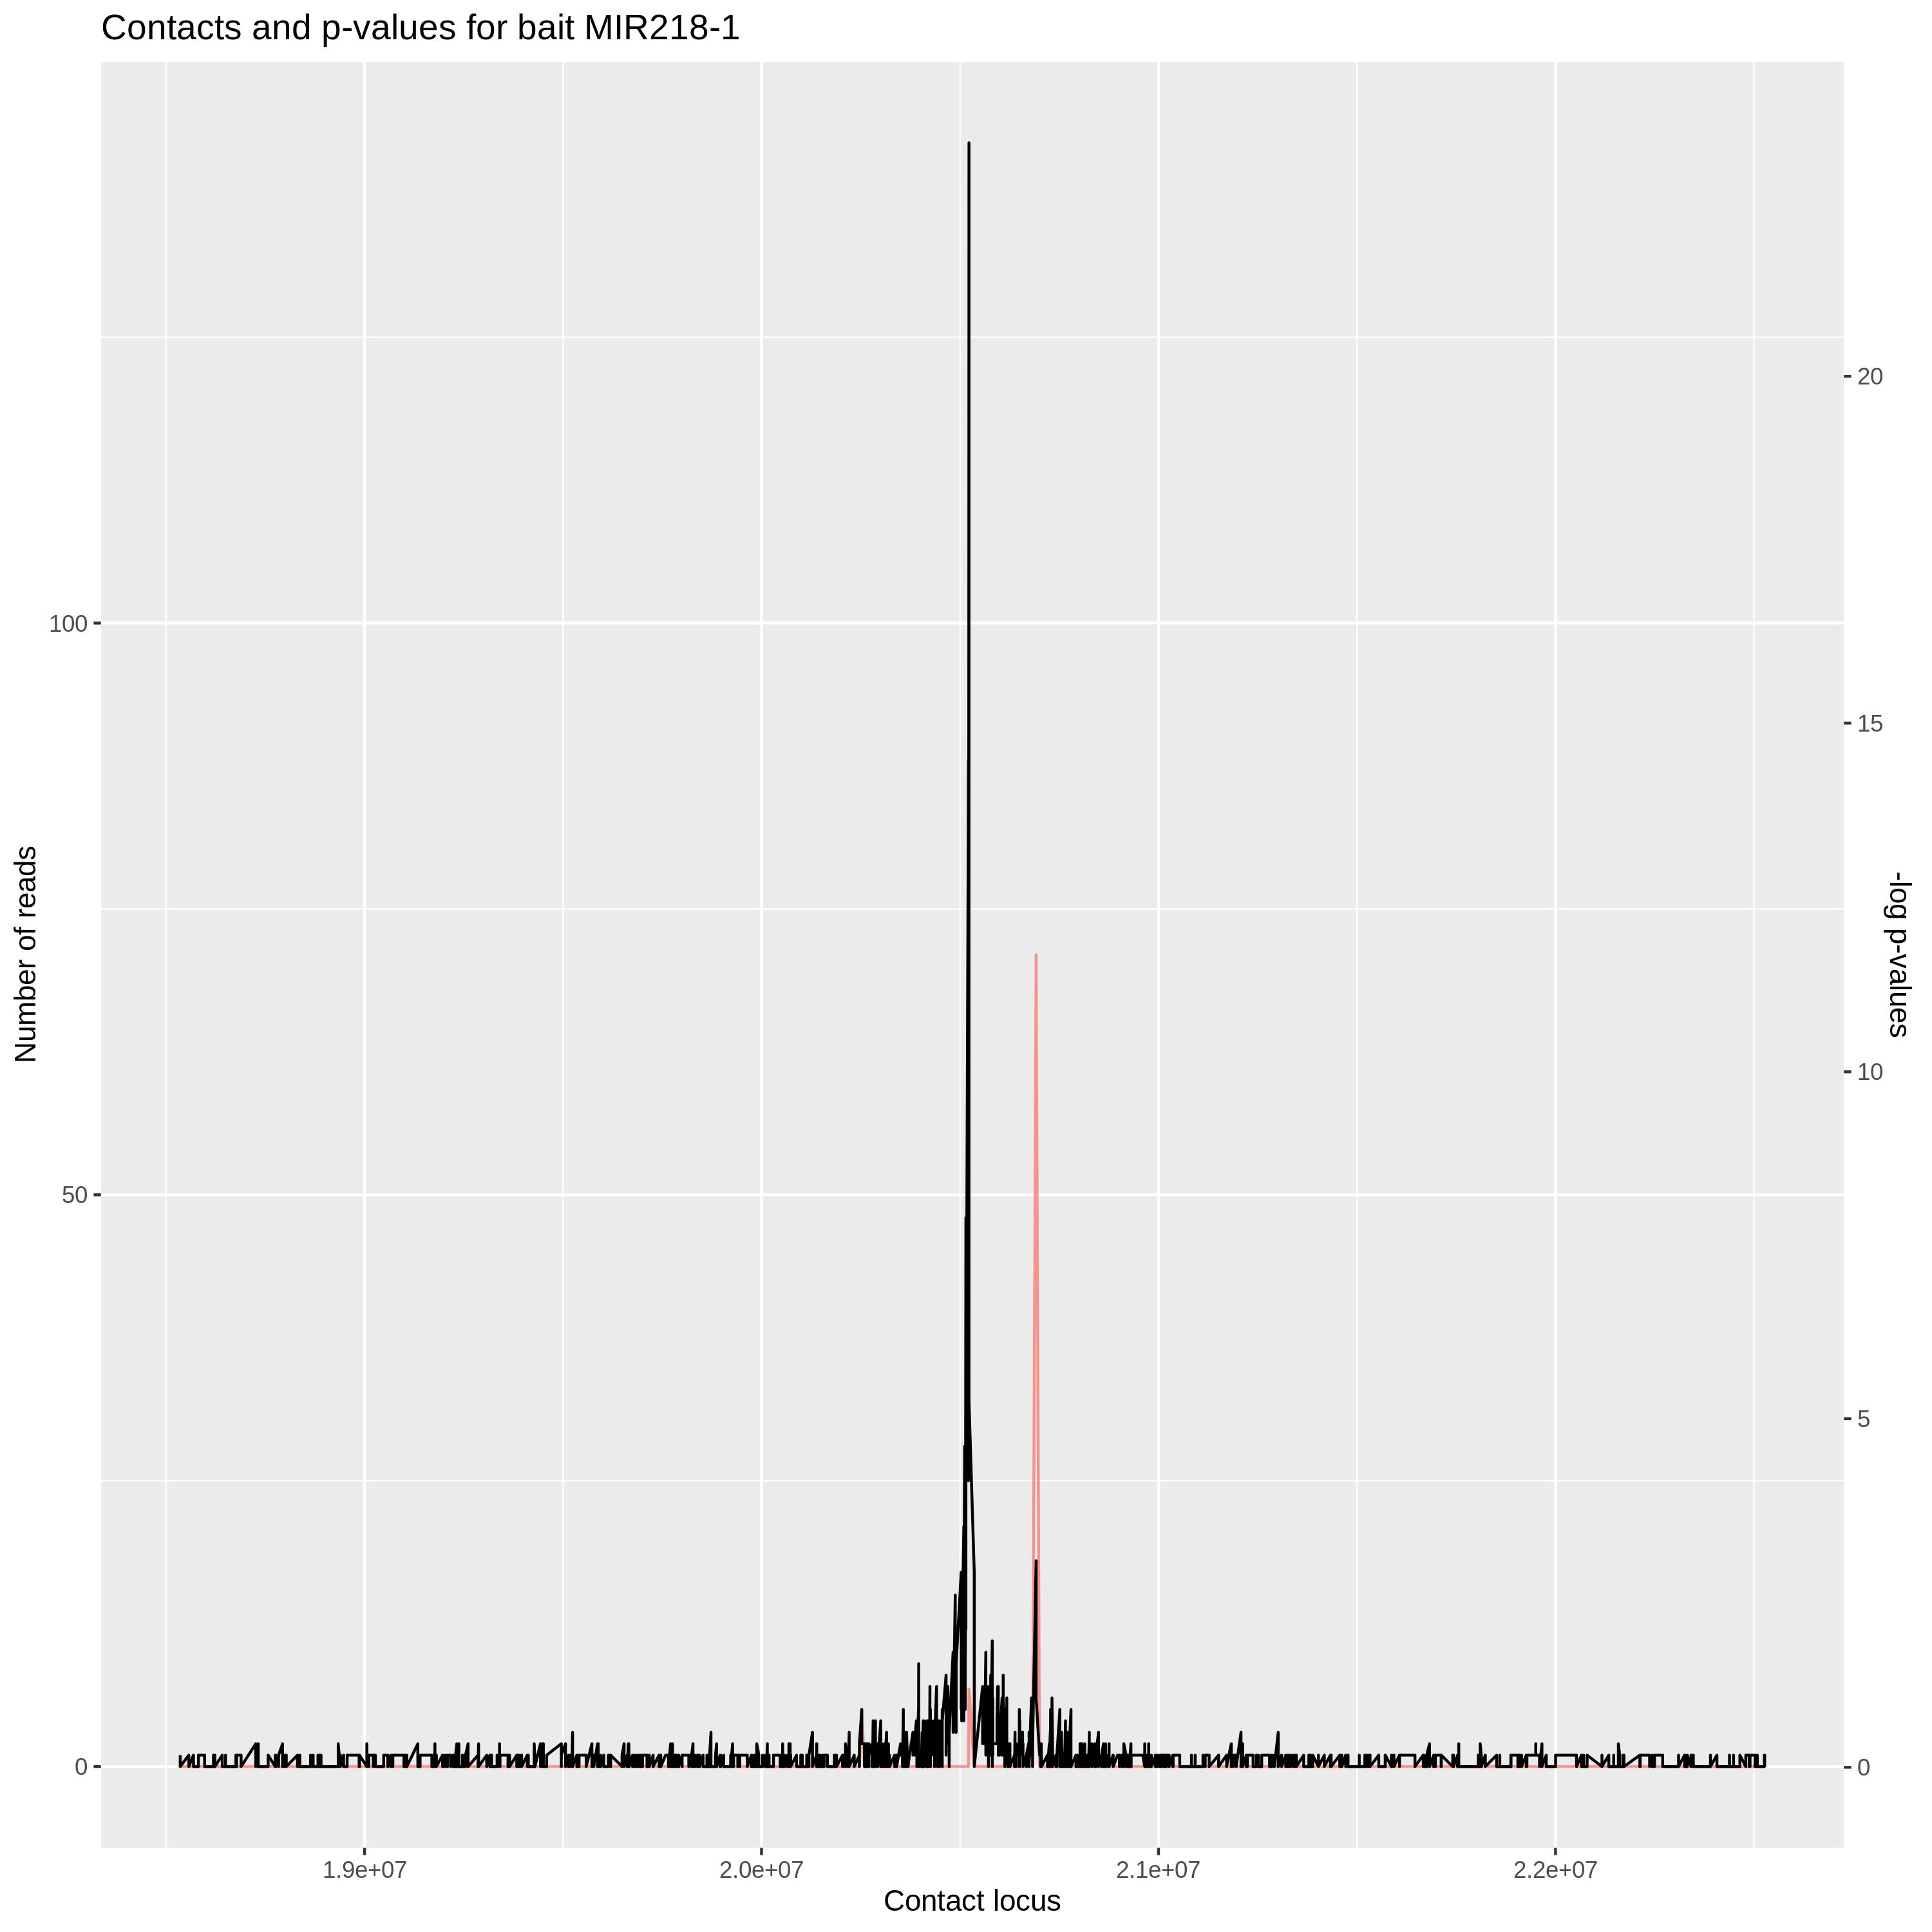 Contacts and p-values for bait MIR218-1
Number of reads
100
50
0
20
15
10
5
0
-log p-values
1.9e+07
2.0e+07
2.1e+07
2.2e+07
Contact locus